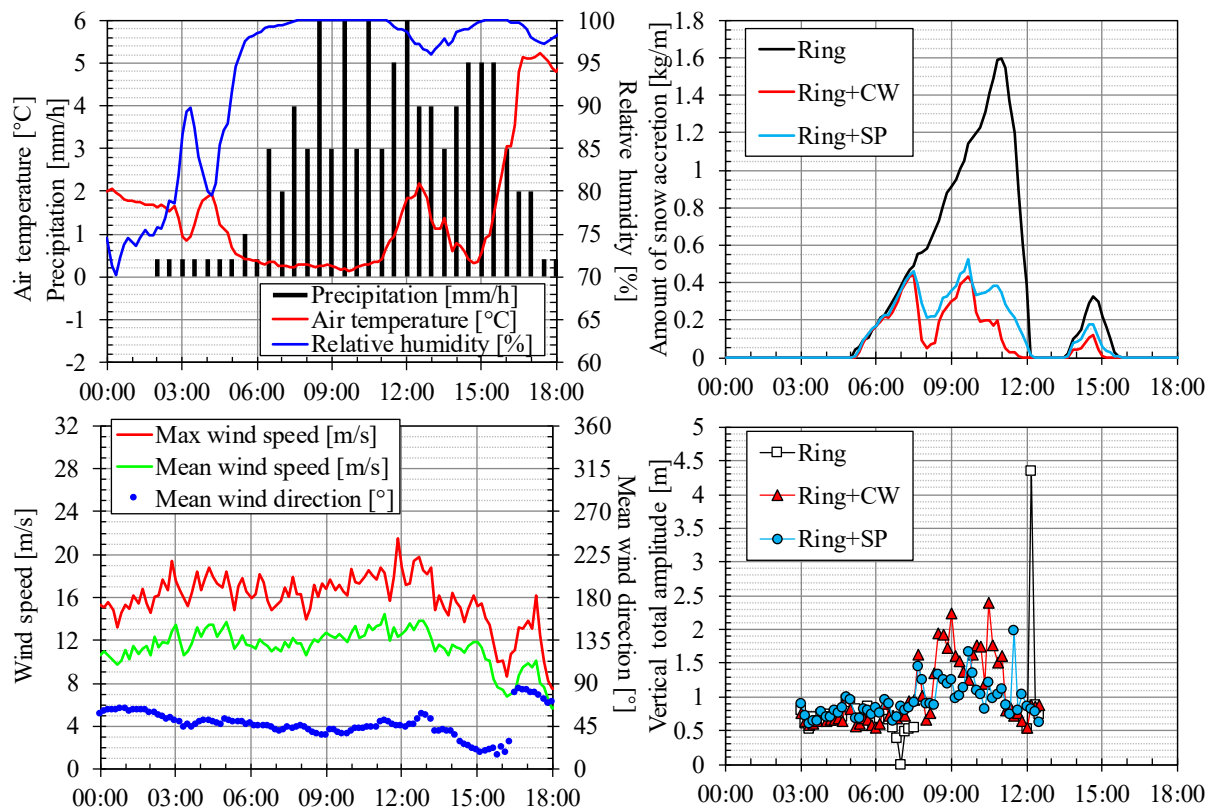 6
5
4
3
2
1
0
-1
-2
Air temperature [°C]
Precipitation [mm/h]
100
95
90
85
80
75
70
65
60
Relative humidity [%]
Precipitation [mm/h]
Air temperature [°C]
Relative humidity [%]
00:00 03:00 06:00 09:00 12:00 15:00 18:00
1.8
1.6
1.4
1.2
1
0.8
0.6
0.4
0.2
0
Amount of snow accretion [kg/m]
Ring
Ring+CW
Ring+SP
00:00 03:00 06:00 09:00 12:00 15:00 18:00
32
28
24
20
16
12
8
4
0
Wind speed [m/s]
360
315
270
225
180
135
90
45
0
Mean wind direction [°]
Max wind speed [m/s]
Mean wind speed [m/s]
Mean wind direction [°]
00:00 03:00 06:00 09:00 12:00 15:00 18:00
5
4.5
4
3.5
3
2.5
2
1.5
1
0.5
0
Vertical total amplitude [m]
Ring
Ring+CW
Ring+SP
00:00 03:00 06:00 09:00 12:00 15:00 18:00